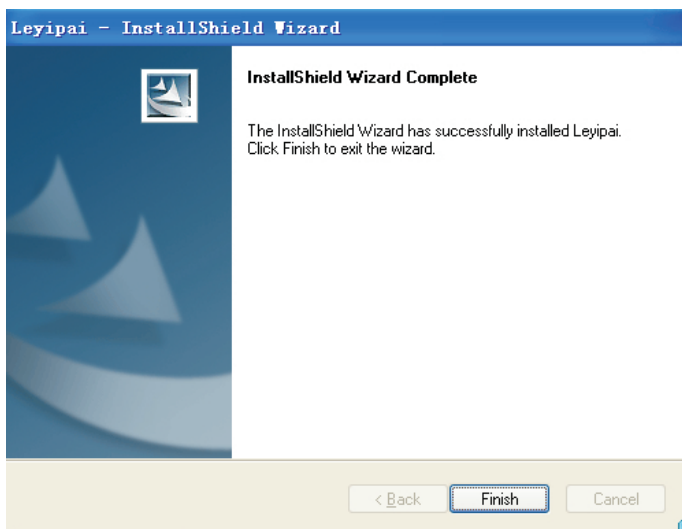 Leyipai - InstallShield Wizard
InstallShield Wizard Complete
The InstallShield Wizard has successfully installed Leyipai.
Click Finish to exit the wizard.
< Back Finish Cancel